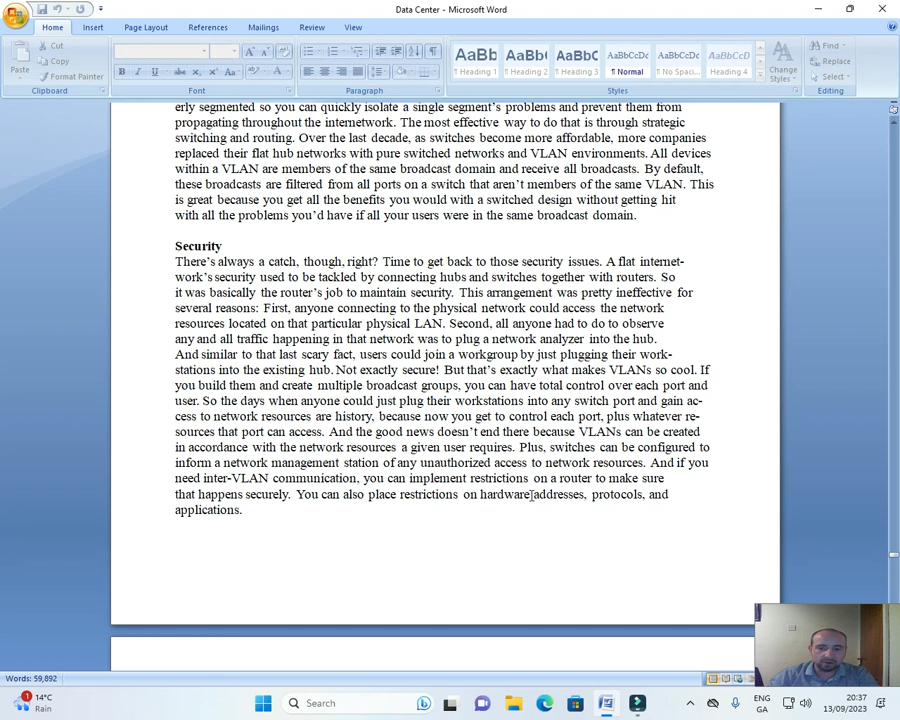 Data Center - Microsoft Word
Home Insert Page Layout References Mailings Review View
Paste
Cut
Copy
Format Painter
Clipboard
Font
Paragraph
AaBb AaBb AaBbC AaBbCcDc AaBbCcDc AaBbCcDc
Heading 1 Heading 2 Heading 3 ¶ Normal ¶ No Spaci... Heading 4
Change
Styles
Styles
Find
Replace
Select
Editing
erly segmented so you can quickly isolate a single segment's problems and prevent them from
propagating throughout the internetwork. The most effective way to do that is through strategic
switching and routing. Over the last decade, as switches become more affordable, more companies
replaced their flat hub networks with pure switched networks and VLAN environments. All devices
within a VLAN are members of the same broadcast domain and receive all broadcasts. By default,
these broadcasts are filtered from all ports on a switch that aren't members of the same VLAN. This
is great because you get all the benefits you would with a switched design without getting hit
with all the problems you'd have if all your users were in the same broadcast domain.
Security
There's always a catch, though, right? Time to get back to those security issues. A flat internet-
work's security used to be tackled by connecting hubs and switches together with routers. So
it was basically the router's job to maintain security. This arrangement was pretty ineffective for
several reasons: First, anyone connecting to the physical network could access the network
resources located on that particular physical LAN. Second, all anyone had to do to observe
any and all traffic happening in that network was to plug a network analyzer into the hub.
And similar to that last scary fact, users could join a workgroup by just plugging their work-
stations into the existing hub. Not exactly secure! But that's exactly what makes VLANs so cool. If
you build them and create multiple broadcast groups, you can have total control over each port and
user. So the days when anyone could just plug their workstations into any switch port and gain ac-
cess to network resources are history, because now you get to control each port, plus whatever re-
sources that port can access. And the good news doesn't end there because VLANs can be created
in accordance with the network resources a given user requires. Plus, switches can be configured to
inform a network management station of any unauthorized access to network resources. And if you
need inter-VLAN communication, you can implement restrictions on a router to make sure
that happens securely. You can also place restrictions on hardware addresses, protocols, and
applications.
Words: 59,892
14°C
Rain
Search
ENG
GA
20:37
13/09/2023